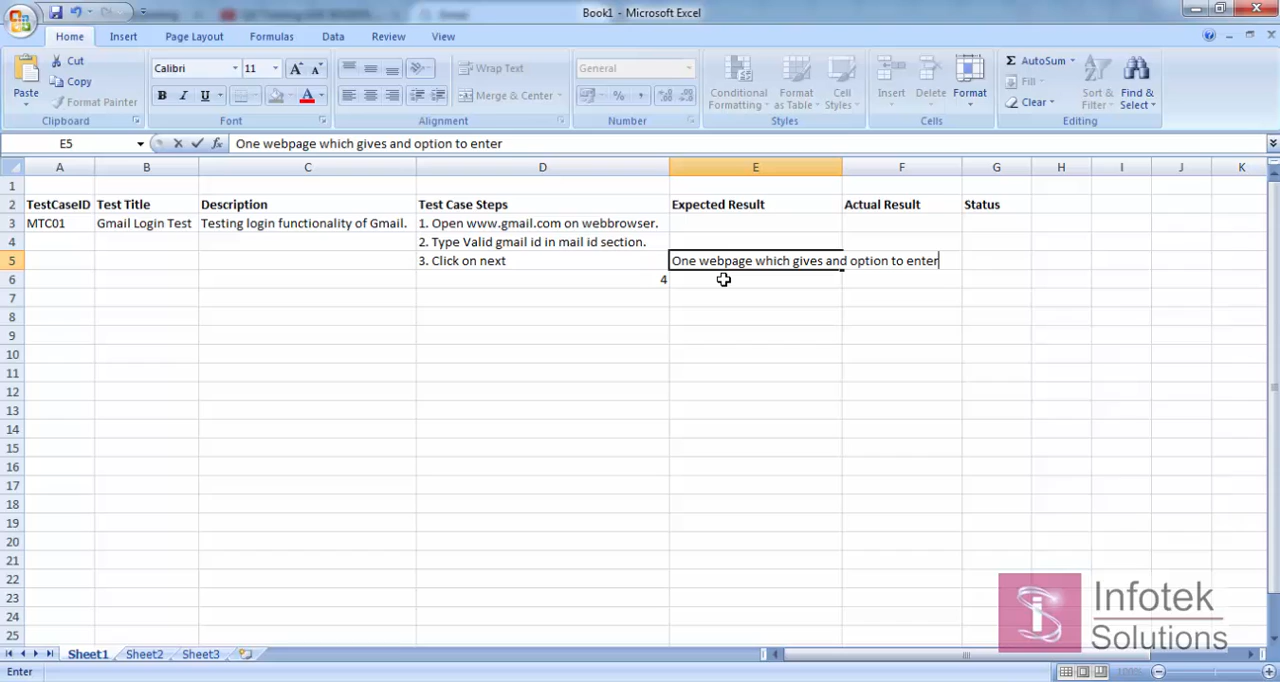 Book1 - Microsoft Excel
Home Insert Page Layout Formulas Data Review View
Cut
Calibri 11
Wrap Text
General
AutoSum
Copy
Fill
Paste
Conditional Formatting
Format as Table
Cell Styles
Insert
Delete
Format
Sort & Filter
Find & Select
Format Painter
B I U
Merge & Center
Clear
Clipboard Font Alignment Number Styles Cells Editing
E5 fx One webpage which gives and option to enter
A B C D E F G H I J K
1
2 TestCaseID Test Title Description Test Case Steps Expected Result Actual Result Status
3 MTC01 Gmail Login Test Testing login functionality of Gmail. 1. Open www.gmail.com on webbrowser.
4 2. Type Valid gmail id in mail id section.
5 3. Click on next One webpage which gives and option to enter
6 4
7
8
9
10
11
12
13
14
15
16
17
18
19
20
21
22
23
24
25
Infotek
Solutions
Sheet1 Sheet2 Sheet3
Enter
100%